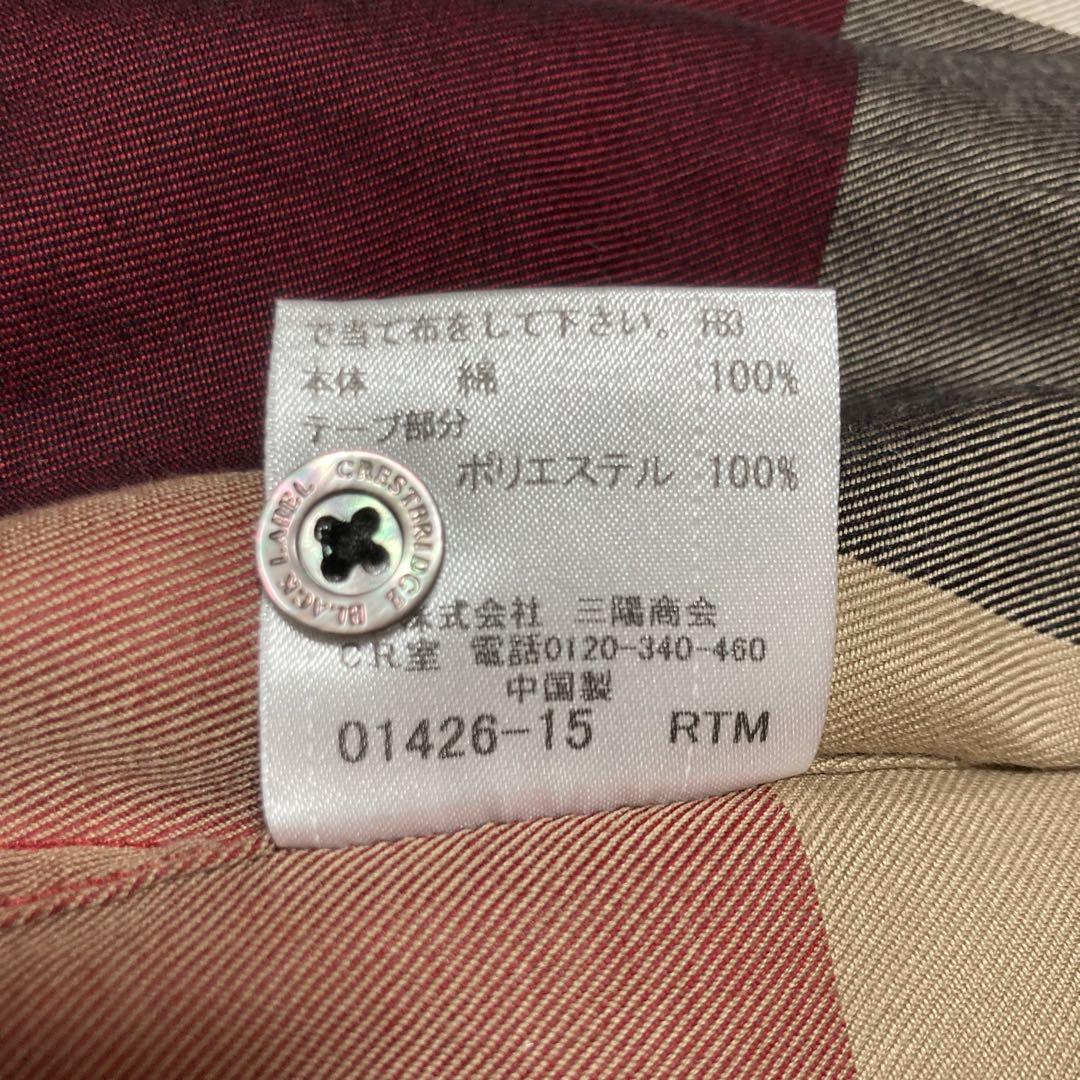 で当て布をして下さい。 FB3
本体 綿 100%
テープ部分
ポリエステル 100%
BLACK LABEL CRESTBRIDGE
株式会社 三陽商会
CR室 電話0120-340-460
中国製
01426-15 RTM